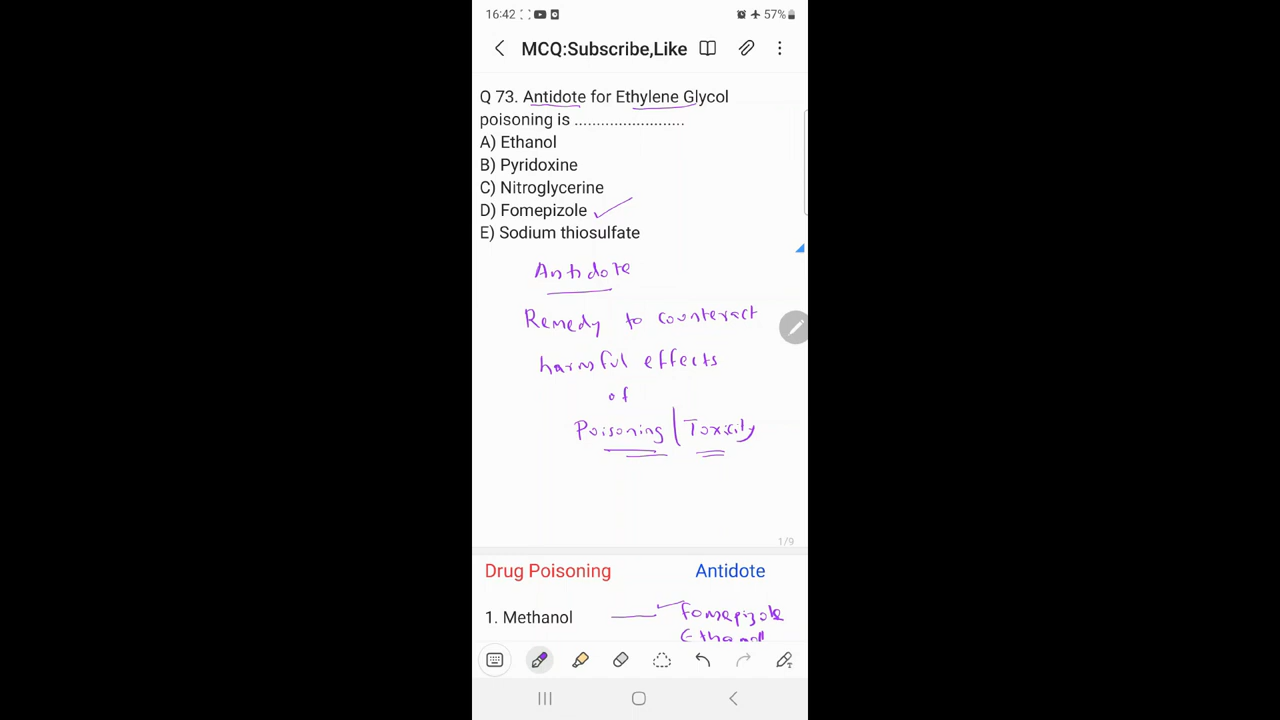 16:42 57%
MCQ:Subscribe,Like
Q 73. Antidote for Ethylene Glycol
poisoning is ........................
A) Ethanol
B) Pyridoxine
C) Nitroglycerine
D) Fomepizole
E) Sodium thiosulfate
Antidote
Remedy to counteract
harmful effects
of
Poisoning | Toxicity
1/9
Drug Poisoning Antidote
1. Methanol Fomepizole
Ethanol